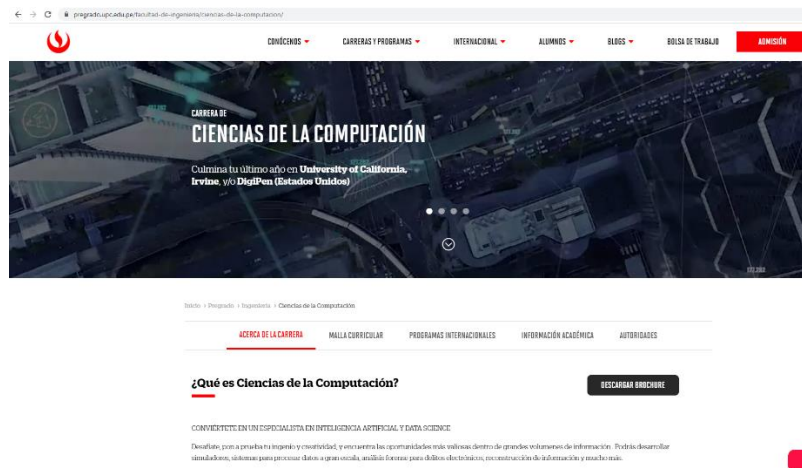 pregrado.upc.edu.pe/facultad-de-ingenieria/ciencias-de-la-computacion/
CONÓCENOS CARRERAS Y PROGRAMAS INTERNACIONAL ALUMNOS BLOGS BOLSA DE TRABAJO ADMISIÓN
CARRERA DE
CIENCIAS DE LA COMPUTACIÓN
Culmina tu último año en University of California,
Irvine, y/o DigiPen (Estados Unidos)
Inicio > Pregrado > Ingeniería > Ciencias de la Computación
ACERCA DE LA CARRERA MALLA CURRICULAR PROGRAMAS INTERNACIONALES INFORMACIÓN ACADÉMICA AUTORIDADES
¿Qué es Ciencias de la Computación? DESCARGAR BROCHURE
CONVIÉRTETE EN UN ESPECIALISTA EN INTELIGENCIA ARTIFICIAL Y DATA SCIENCE
Desafíate, pon a prueba tu ingenio y creatividad, y encuentra las oportunidades más valiosas dentro de grandes volumenes de información. Podrás desarrollar
simuladores, sistemas para procesar datos a gran escala, análisis forense para delitos electrónicos, reconstrucción de información y mucho más.